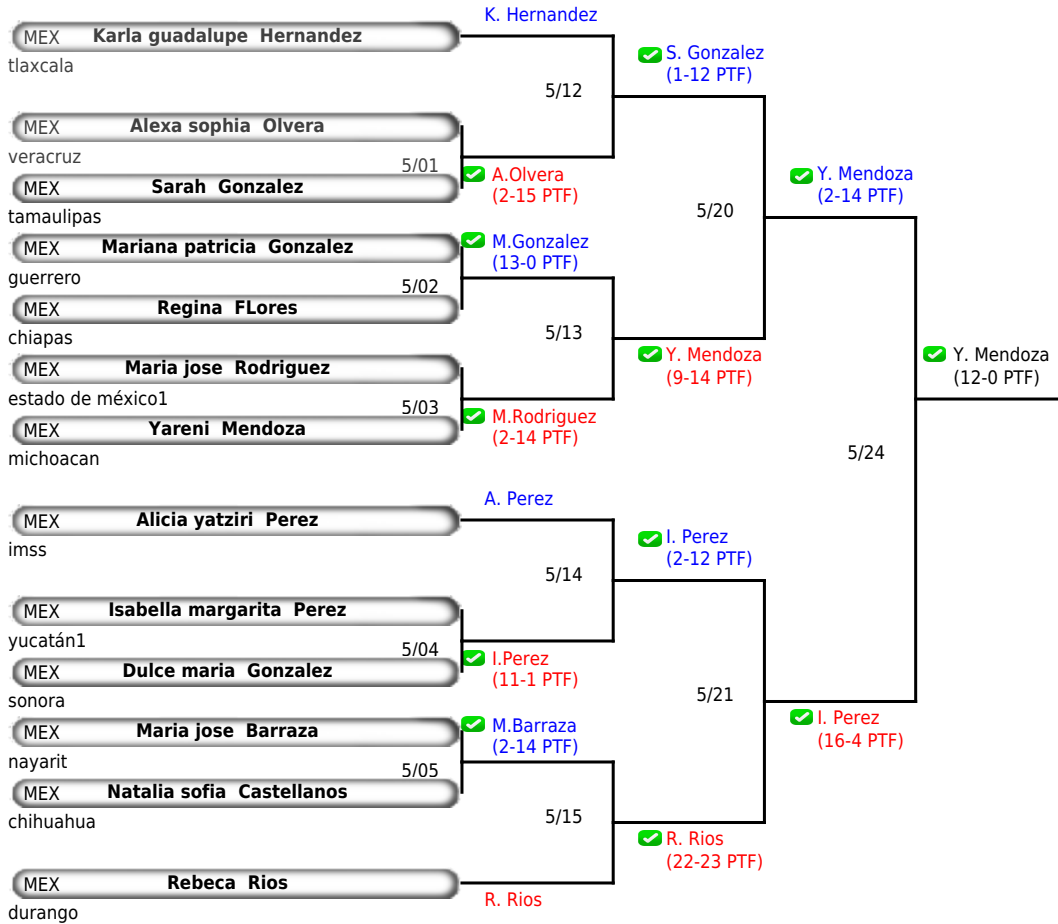 K. Hernandez
MEX Karla guadalupe Hernandez
tlaxcala
S. Gonzalez
(1-12 PTF)
5/12
MEX Alexa sophia Olvera
veracruz
5/01
A.Olvera
(2-15 PTF)
MEX Sarah Gonzalez
tamaulipas
Y. Mendoza
(2-14 PTF)
5/20
MEX Mariana patricia Gonzalez
guerrero
M.Gonzalez
(13-0 PTF)
5/02
MEX Regina FLores
chiapas
5/13
Y. Mendoza
(9-14 PTF)
Y. Mendoza
(12-0 PTF)
MEX Maria jose Rodriguez
estado de méxico1
5/03
M.Rodriguez
(2-14 PTF)
MEX Yareni Mendoza
michoacan
5/24
A. Perez
MEX Alicia yatziri Perez
imss
I. Perez
(2-12 PTF)
5/14
MEX Isabella margarita Perez
yucatán1
5/04
I.Perez
(11-1 PTF)
MEX Dulce maria Gonzalez
sonora
5/21
I. Perez
(16-4 PTF)
MEX Maria jose Barraza
nayarit
M.Barraza
(2-14 PTF)
5/05
MEX Natalia sofia Castellanos
chihuahua
5/15
R. Rios
(22-23 PTF)
MEX Rebeca Rios
durango
R. Rios